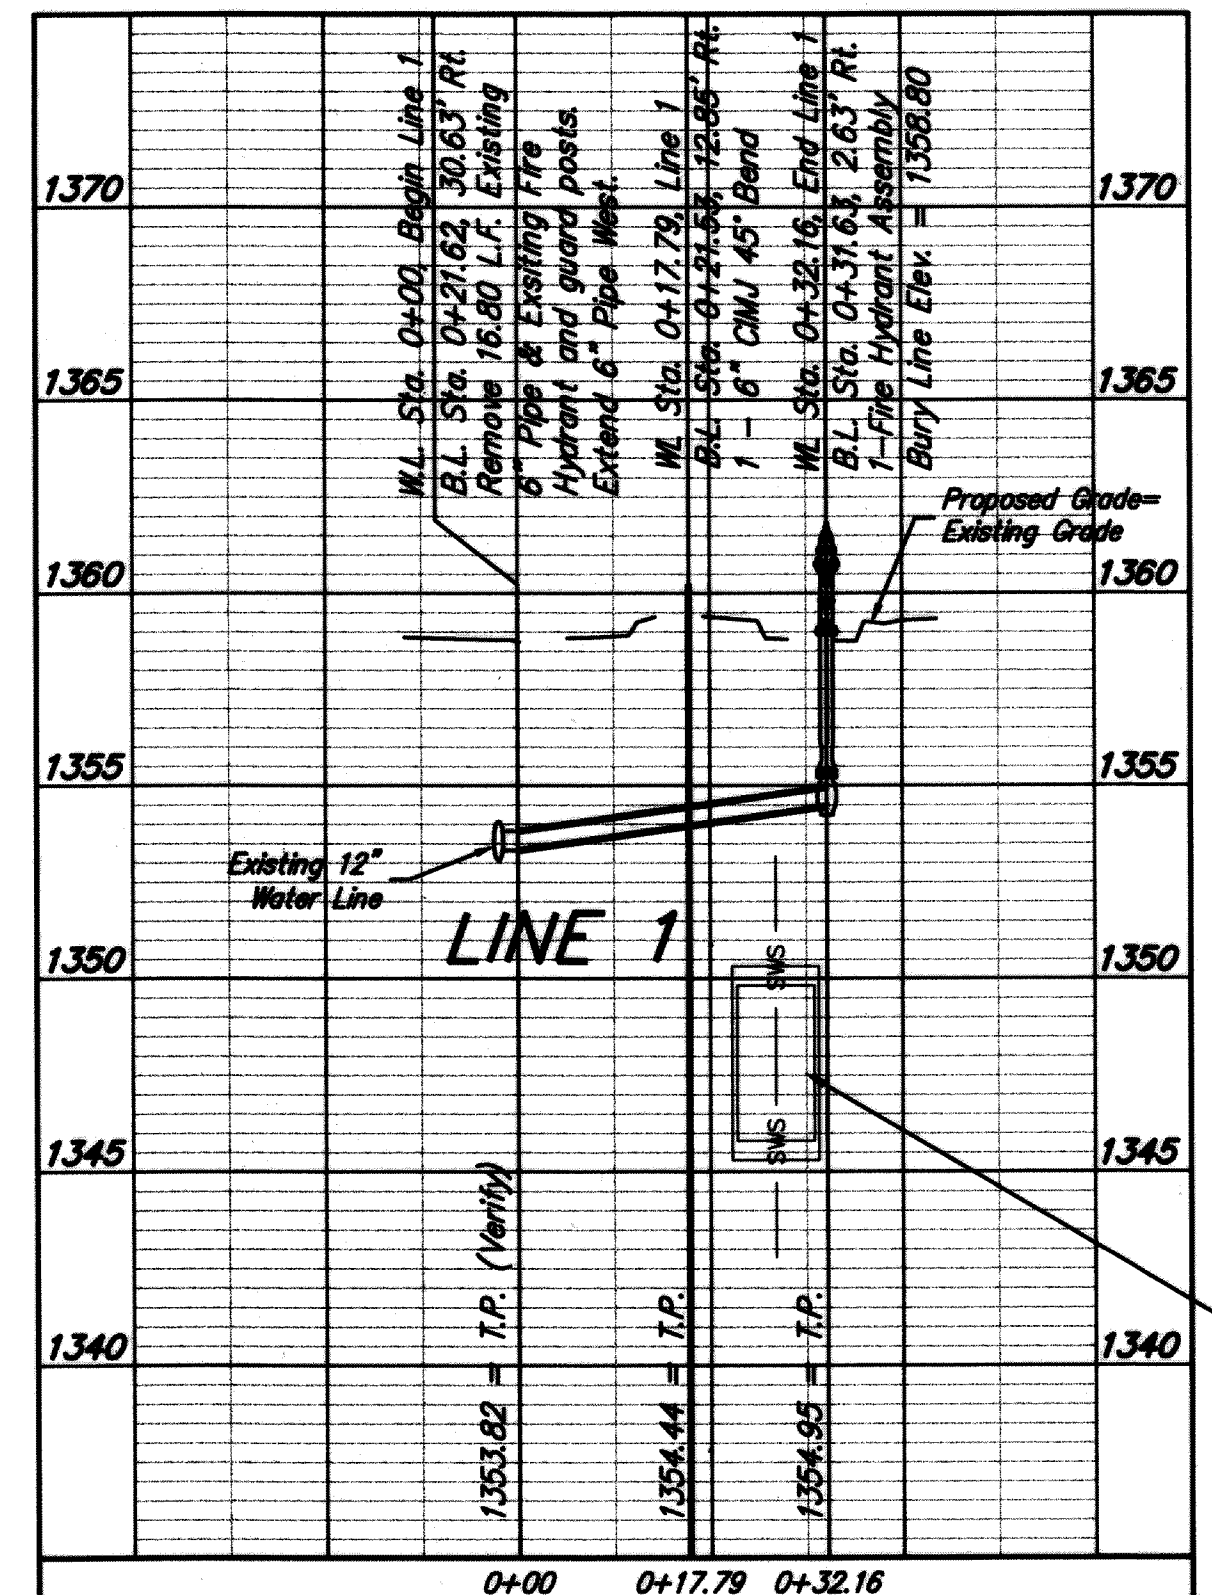 W.L. Sta. 0+00, Begin Line 1
B.L. Sta. 0+21.62, 30.63' Rt.
Remove 16.80 L.F. Existing
6" Pipe & Exsiting Fire
Hydrant and guard posts.
Extend 6" Pipe West.
WL Sta. 0+17.79, Line 1
B.L. Sta. 0+21.53, 12.85' Rt.
1 - 6" CIMJ 45° Bend
WL Sta. 0+32.16, End Line 1
B.L. Sta. 0+31.63, 2.63' Rt.
1-Fire Hydrant Assembly
Bury Line Elev. = 1358.80
1370
1370
1365
1365
Proposed Grade=
Existing Grade
1360
1360
1355
1355
Existing 12"
Water Line
LINE 1
1350
1350
SWS
SWS
1345
1345
1340
1340
1353.82 = T.P. (Verify)
1354.44 = T.P.
1354.95 = T.P.
0+00
0+17.79
0+32.16